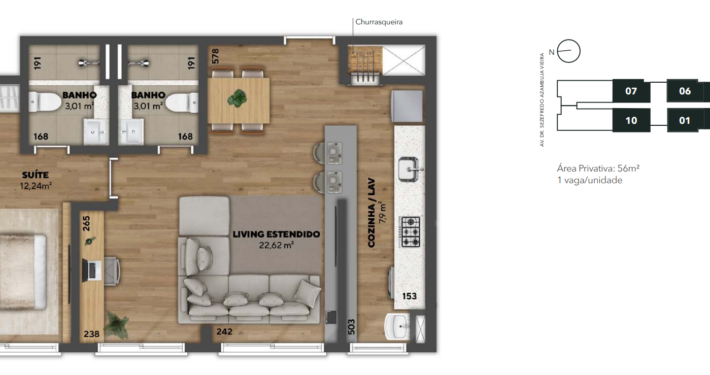 Churrasqueira
191
191
578
BANHO
3,01 m²
BANHO
3,01 m²
168
168
SUÍTE
12,24m²
265
LIVING ESTENDIDO
22,62 m²
COZINHA / LAV
7,9 m²
153
238
242
503
N
AV. DR. SEZEFREDO AZAMBUJA VIEIRA
07
06
10
01
Área Privativa: 56m²
1 vaga/unidade